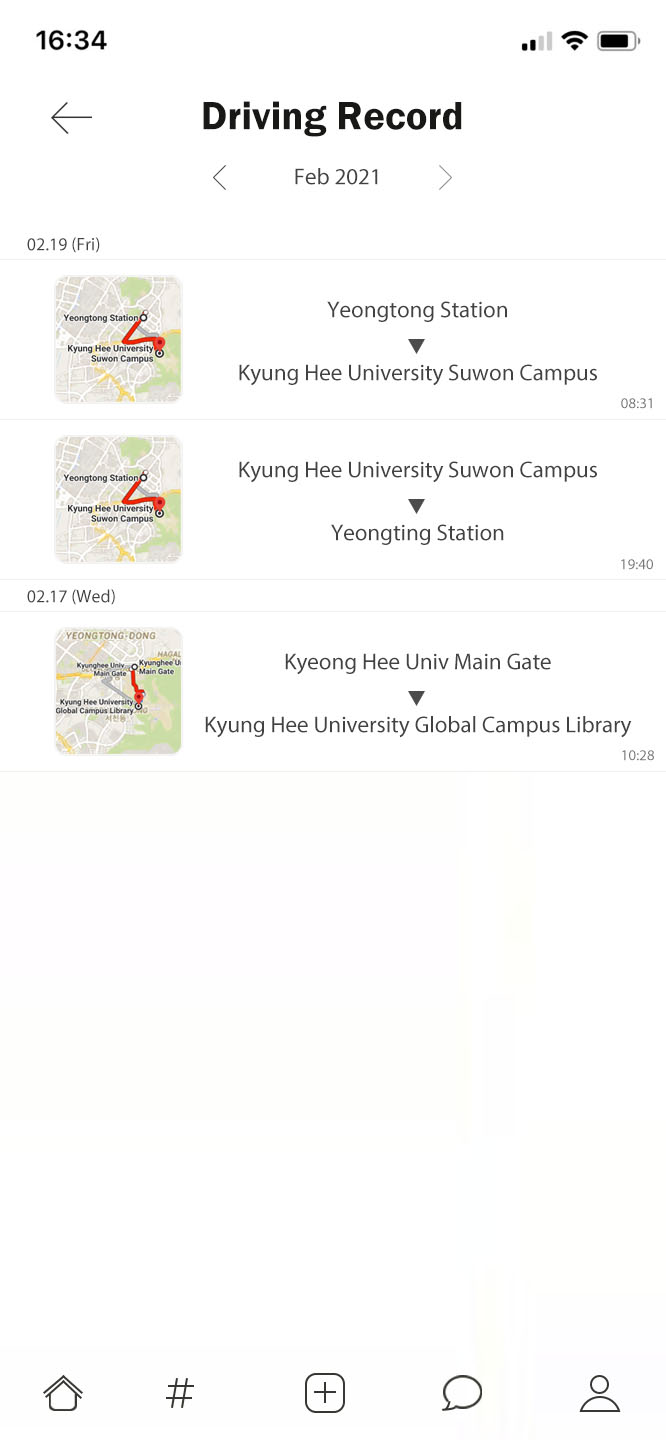 16:34
Driving Record
Feb 2021
02.19 (Fri)
Yeongtong Station
Kyung Hee University
Suwon Campus
Yeongtong Station
Kyung Hee University Suwon Campus
08:31
Yeongtong Station
Kyung Hee University
Suwon Campus
Kyung Hee University Suwon Campus
Yeongting Station
19:40
02.17 (Wed)
YEONGTONG-DONG
HAGAL
Kyunghee Univ
Main Gate
Kyunghee U
Main Gate
Kyung Hee University
Global Campus Library
서천동
Kyeong Hee Univ Main Gate
Kyung Hee University Global Campus Library
10:28
#